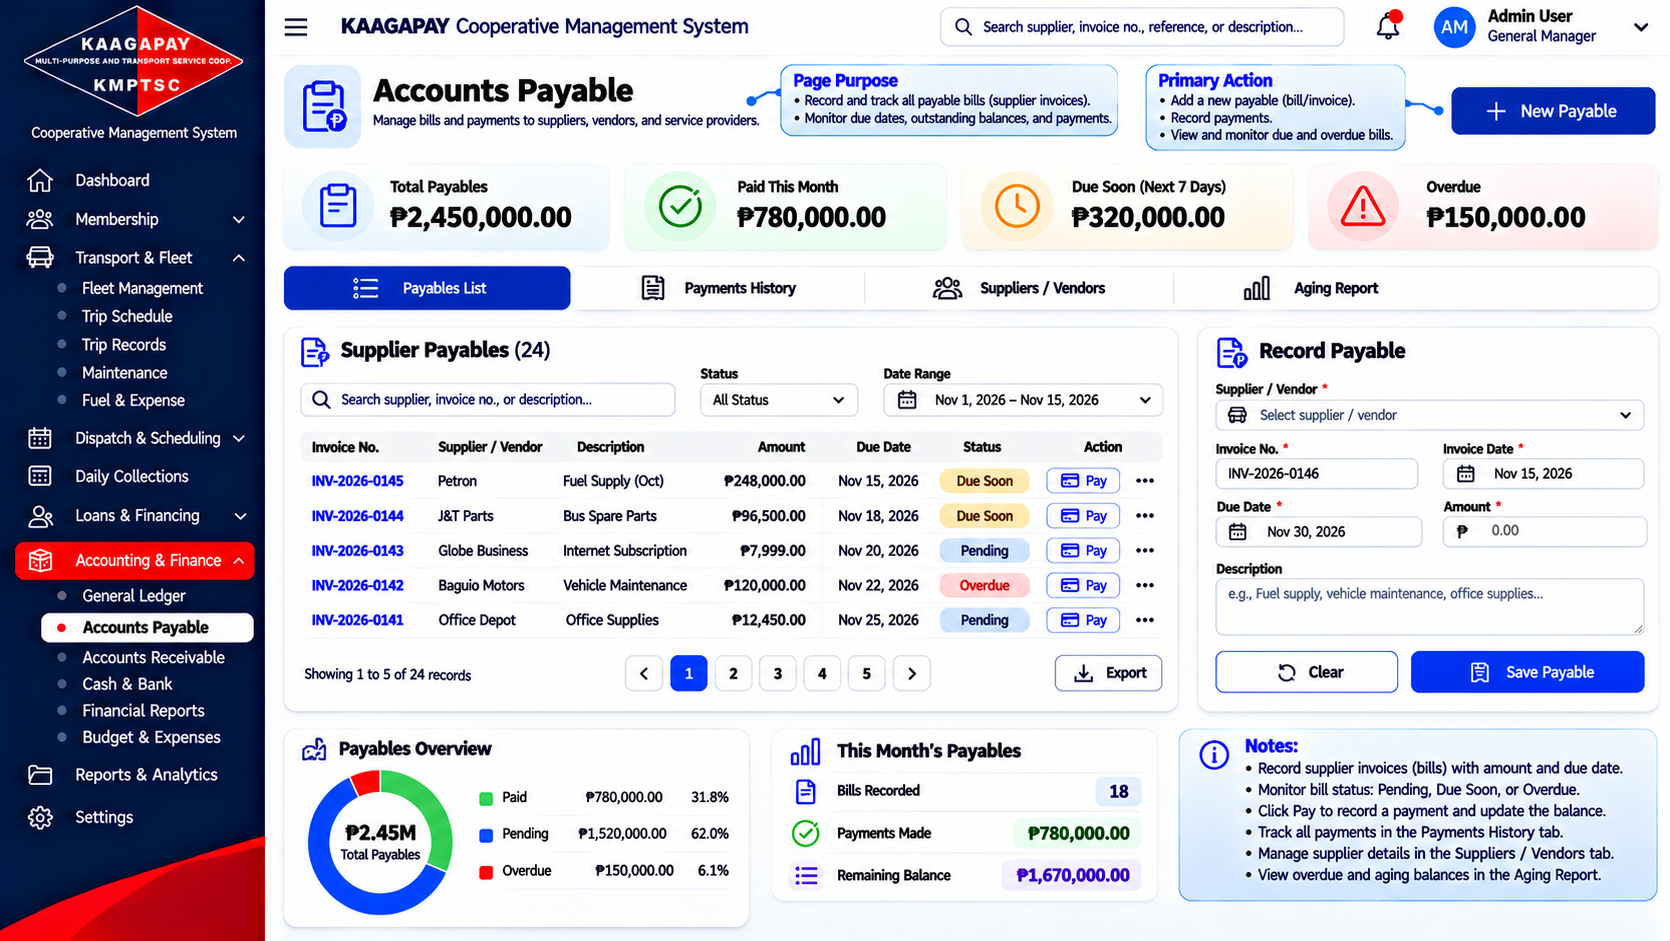 KAAGAPAY
MULTI-PURPOSE AND TRANSPORT SERVICE COOP.
KMPTSC
Cooperative Management System
Dashboard
Membership
Transport & Fleet
Fleet Management
Trip Schedule
Trip Records
Maintenance
Fuel & Expense
Dispatch & Scheduling
Daily Collections
Loans & Financing
Accounting & Finance
General Ledger
Accounts Payable
Accounts Receivable
Cash & Bank
Financial Reports
Budget & Expenses
Reports & Analytics
Settings
KAAGAPAY Cooperative Management System
Search supplier, invoice no., reference, or description...
AM
Admin User
General Manager
Accounts Payable
Manage bills and payments to suppliers, vendors, and service providers.
Page Purpose
• Record and track all payable bills (supplier invoices).
• Monitor due dates, outstanding balances, and payments.
Primary Action
• Add a new payable (bill/invoice).
• Record payments.
• View and monitor due and overdue bills.
+ New Payable
Total Payables
₱2,450,000.00
Paid This Month
₱780,000.00
Due Soon (Next 7 Days)
₱320,000.00
Overdue
₱150,000.00
Payables List
Payments History
Suppliers / Vendors
Aging Report
Supplier Payables (24)
Search supplier, invoice no., or description...
Status
All Status
Date Range
Nov 1, 2026 – Nov 15, 2026
Invoice No. Supplier / Vendor Description Amount Due Date Status Action
INV-2026-0145 Petron Fuel Supply (Oct) ₱248,000.00 Nov 15, 2026 Due Soon Pay •••
INV-2026-0144 J&T Parts Bus Spare Parts ₱96,500.00 Nov 18, 2026 Due Soon Pay •••
INV-2026-0143 Globe Business Internet Subscription ₱7,999.00 Nov 20, 2026 Pending Pay •••
INV-2026-0142 Baguio Motors Vehicle Maintenance ₱120,000.00 Nov 22, 2026 Overdue Pay •••
INV-2026-0141 Office Depot Office Supplies ₱12,450.00 Nov 25, 2026 Pending Pay •••
Showing 1 to 5 of 24 records
< 1 2 3 4 5 >
Export
Record Payable
Supplier / Vendor *
Select supplier / vendor
Invoice No. * Invoice Date *
INV-2026-0146 Nov 15, 2026
Due Date * Amount *
Nov 30, 2026 ₱ 0.00
Description
e.g., Fuel supply, vehicle maintenance, office supplies...
Clear
Save Payable
Payables Overview
₱2.45M
Total Payables
Paid ₱780,000.00 31.8%
Pending ₱1,520,000.00 62.0%
Overdue ₱150,000.00 6.1%
This Month's Payables
Bills Recorded 18
Payments Made ₱780,000.00
Remaining Balance ₱1,670,000.00
Notes:
• Record supplier invoices (bills) with amount and due date.
• Monitor bill status: Pending, Due Soon, or Overdue.
• Click Pay to record a payment and update the balance.
• Track all payments in the Payments History tab.
• Manage supplier details in the Suppliers / Vendors tab.
• View overdue and aging balances in the Aging Report.